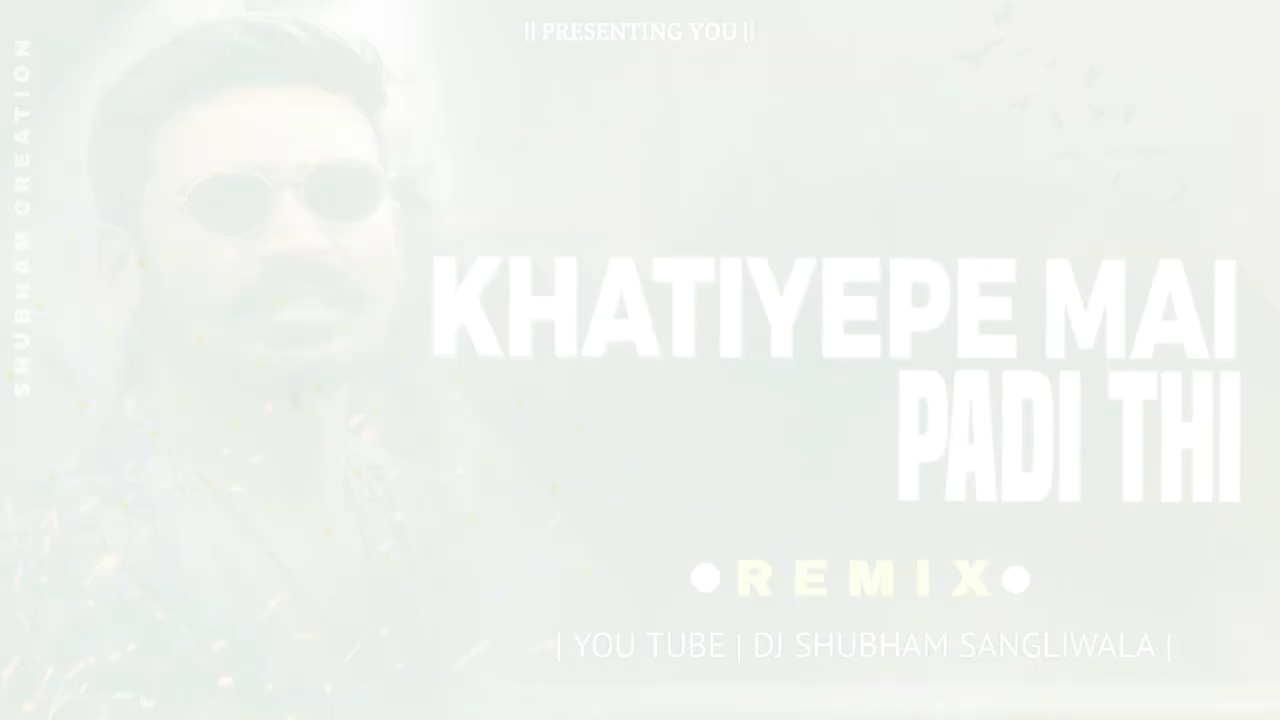 || PRESENTING YOU ||
SHUBHAM CREATION
KHATIYEPE MAI
PADI THI
REMIX
| YOU TUBE | DJ SHUBHAM SANGLIWALA |